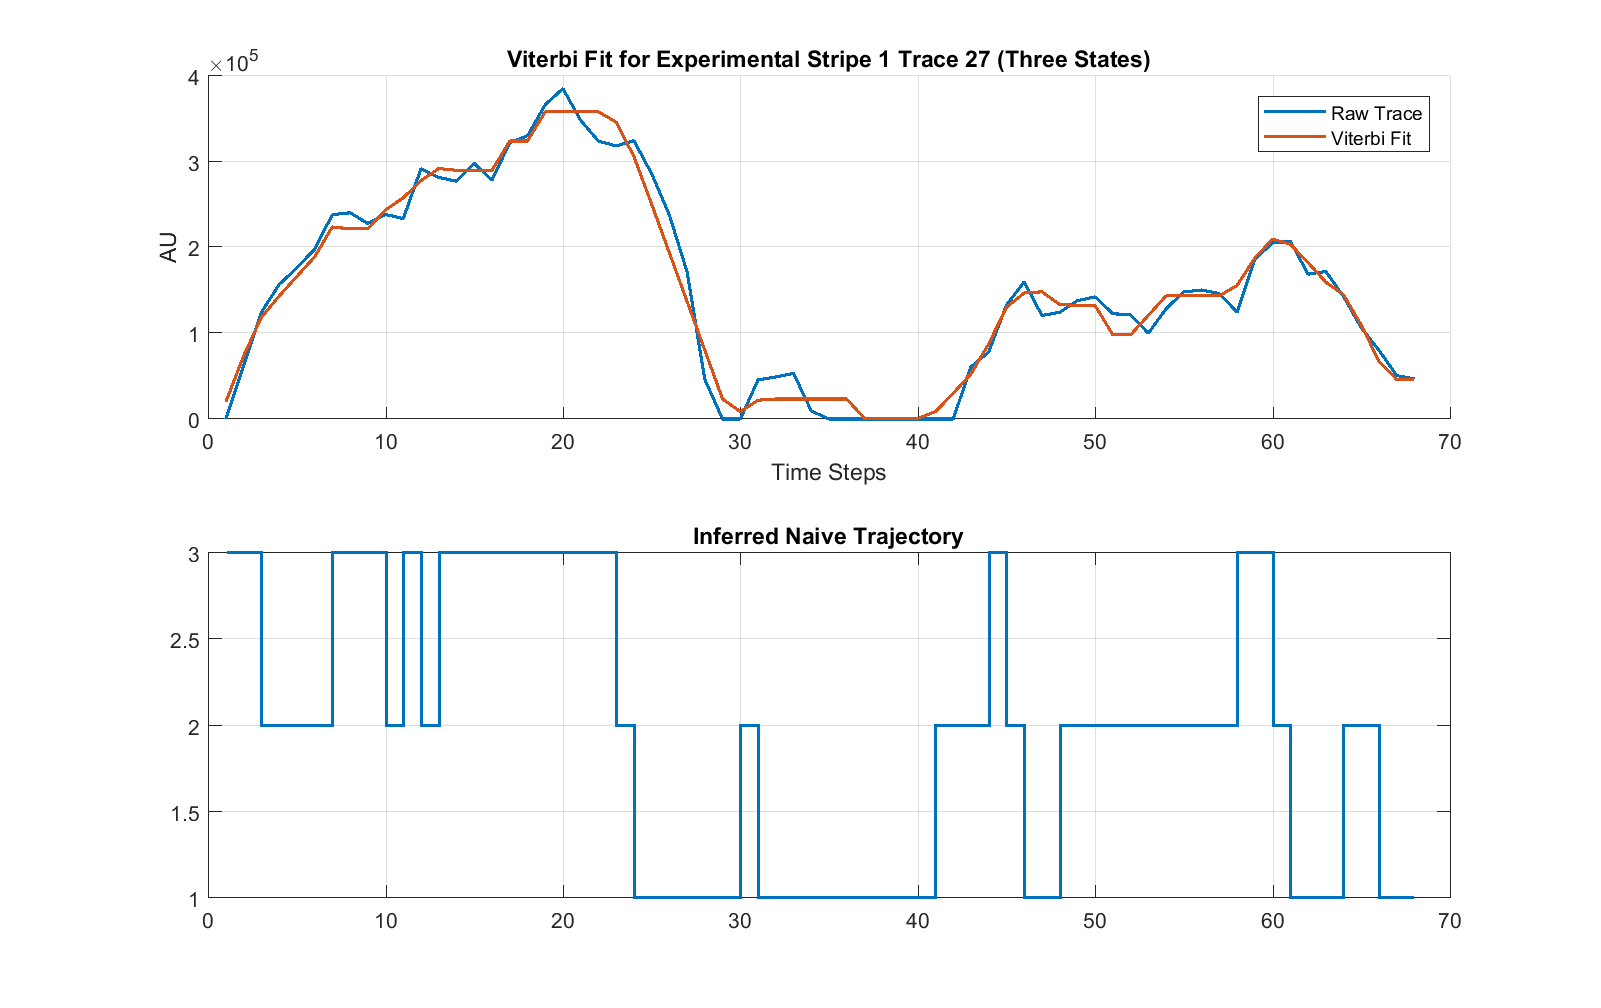 Viterbi Fit for Experimental Stripe 1 Trace 27 (Three States)
×10^5
4
3
2
1
0
AU
Raw Trace
Viterbi Fit
0 10 20 30 40 50 60 70
Time Steps
Inferred Naive Trajectory
3
2.5
2
1.5
1
0 10 20 30 40 50 60 70